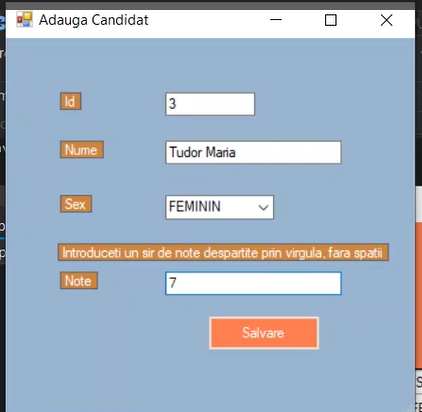 Adauga Candidat
Id
3
Nume
Tudor Maria
Sex
FEMININ
Introduceti un sir de note despartite prin virgula, fara spatii
Note
7
Salvare